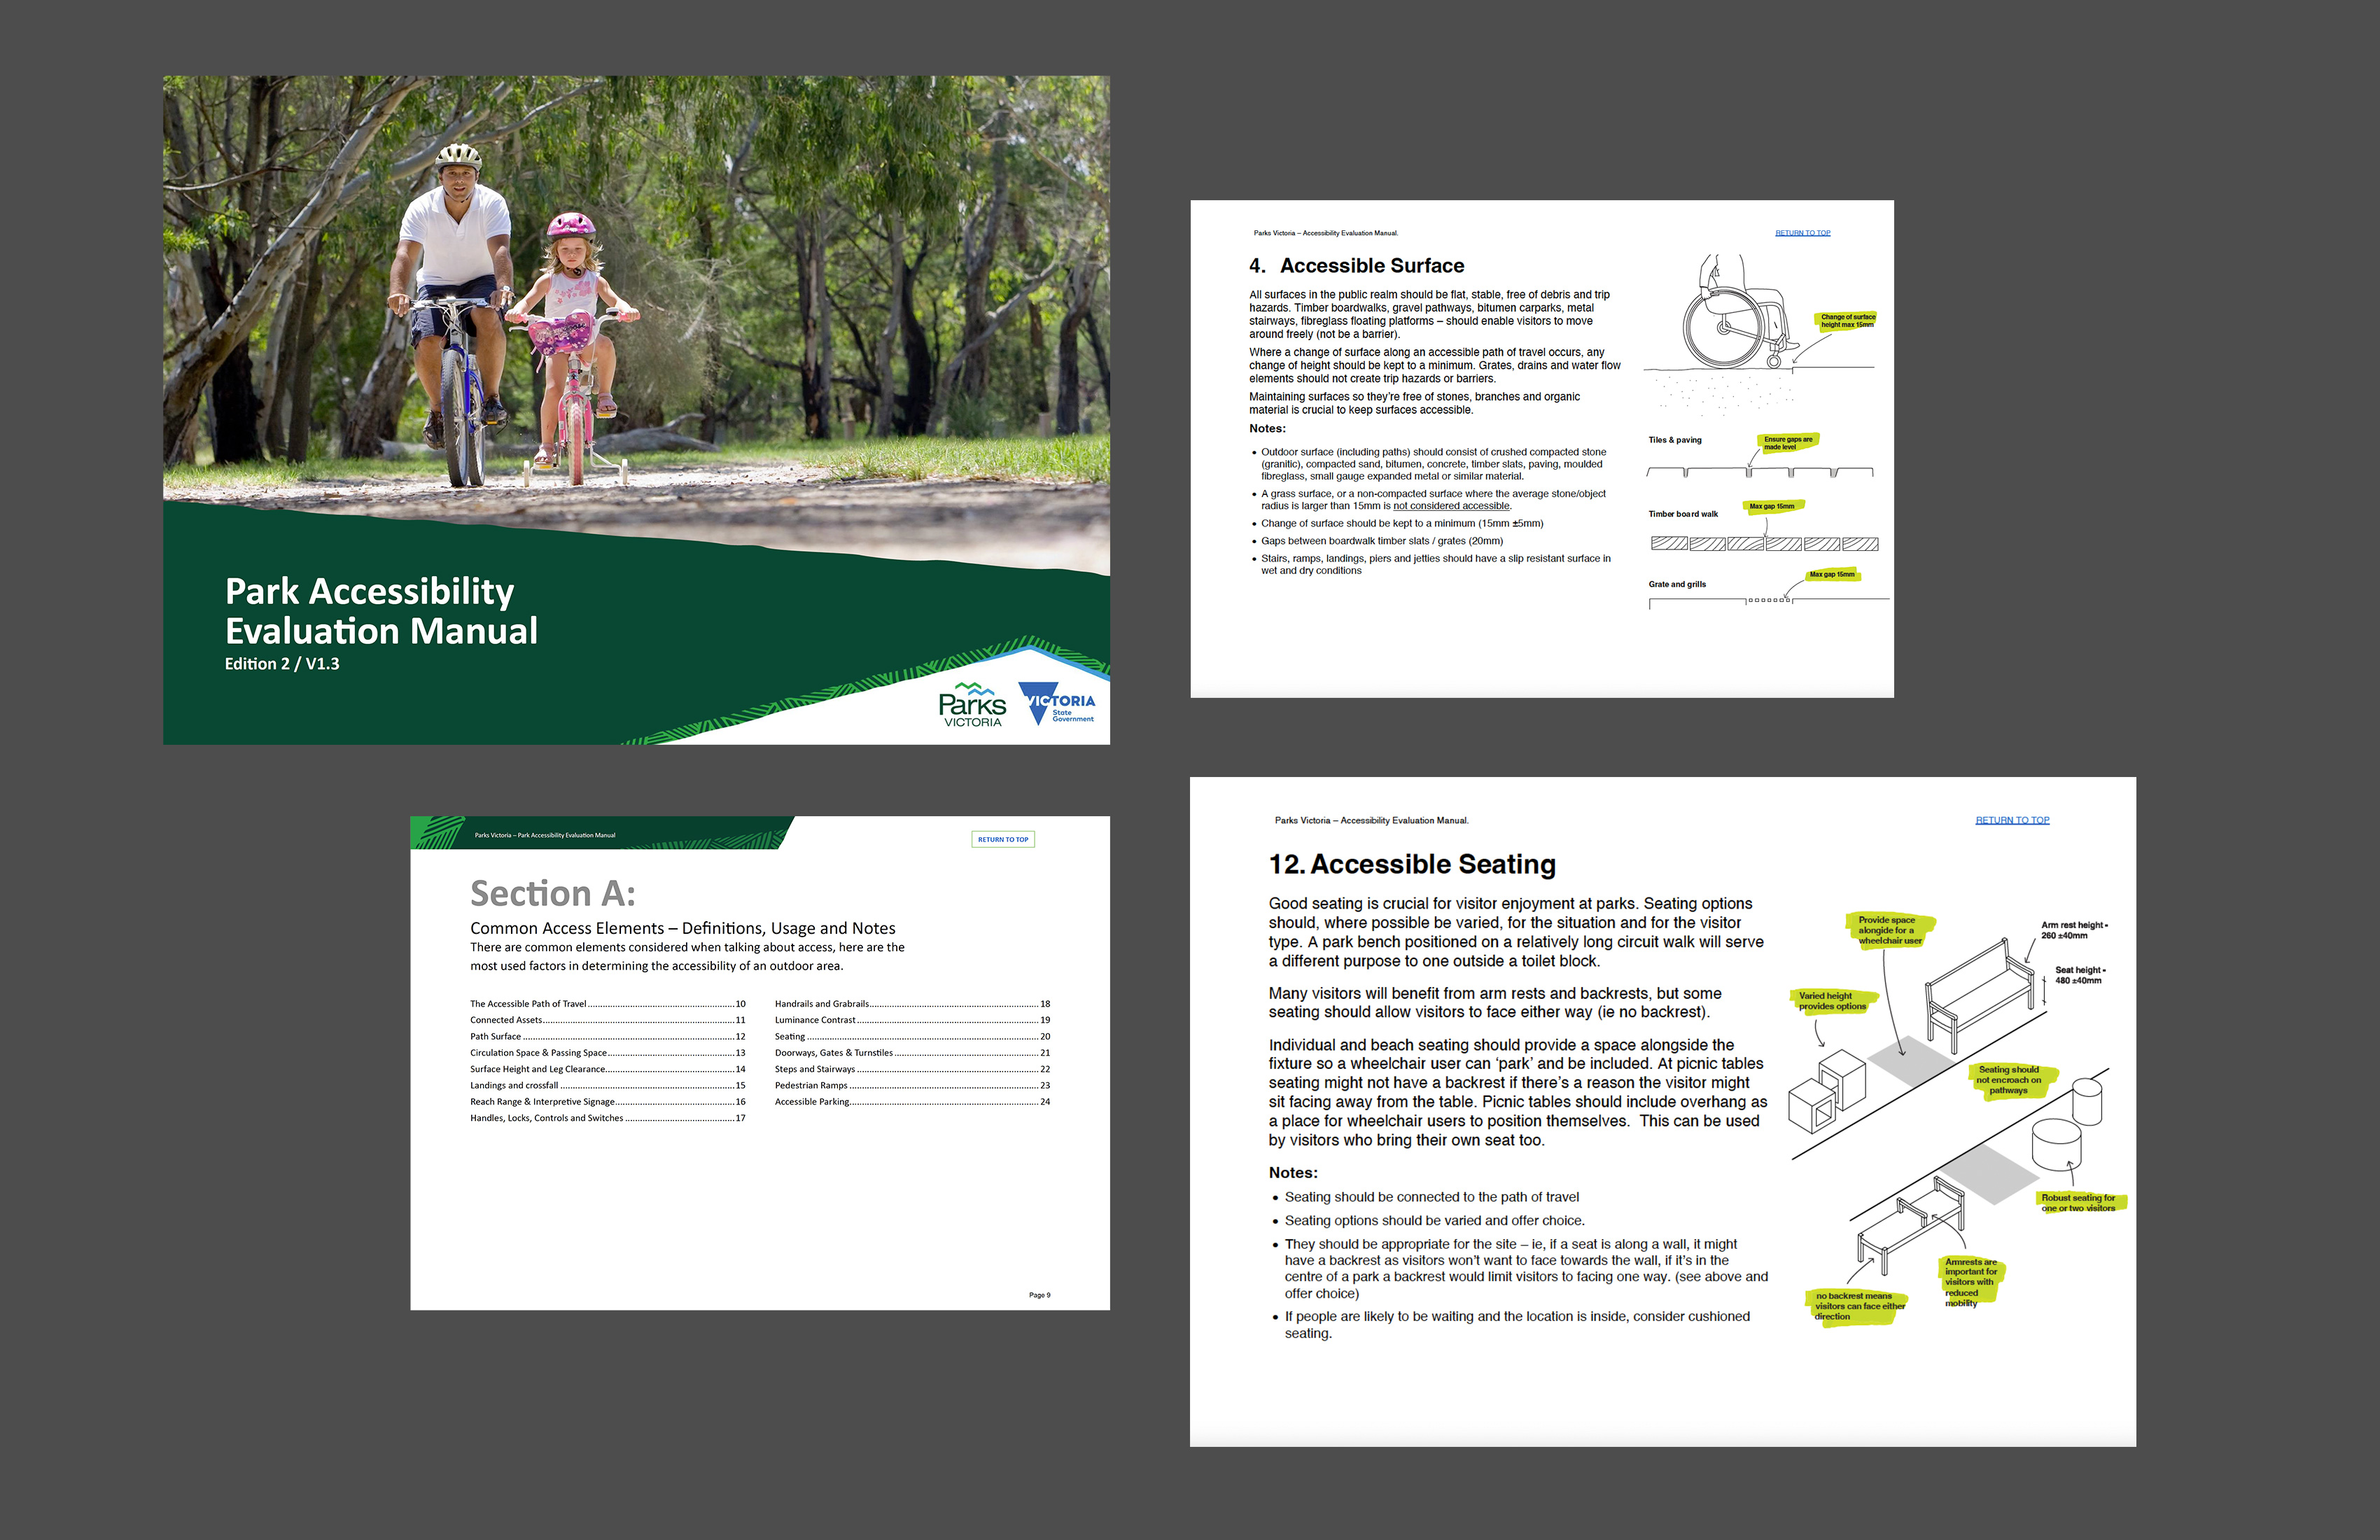 Park Accessibility
Evaluation Manual
Edition 2 / V1.3
Parks
VICTORIA
VICTORIA
State
Government
Parks Victoria – Accessibility Evaluation Manual.
RETURN TO TOP
4. Accessible Surface
All surfaces in the public realm should be flat, stable, free of debris and trip
hazards. Timber boardwalks, gravel pathways, bitumen carparks, metal
stairways, fibreglass floating platforms – should enable visitors to move
around freely (not be a barrier).
Where a change of surface along an accessible path of travel occurs, any
change of height should be kept to a minimum. Grates, drains and water flow
elements should not create trip hazards or barriers.
Maintaining surfaces so they're free of stones, branches and organic
material is crucial to keep surfaces accessible.
Notes:
• Outdoor surface (including paths) should consist of crushed compacted stone
(granitic), compacted sand, bitumen, concrete, timber slats, paving, moulded
fibreglass, small gauge expanded metal or similar material.
• A grass surface, or a non-compacted surface where the average stone/object
radius is larger than 15mm is not considered accessible.
• Change of surface should be kept to a minimum (15mm ±5mm)
• Gaps between boardwalk timber slats / grates (20mm)
• Stairs, ramps, landings, piers and jetties should have a slip resistant surface in
wet and dry conditions
Change of surface
height max 15mm
Tiles & paving
Ensure gaps are
made level
Timber board walk
Max gap 15mm
Grate and grills
Max gap 15mm
Parks Victoria – Park Accessibility Evaluation Manual
RETURN TO TOP
Section A:
Common Access Elements – Definitions, Usage and Notes
There are common elements considered when talking about access, here are the
most used factors in determining the accessibility of an outdoor area.
The Accessible Path of Travel 10
Connected Assets 11
Path Surface 12
Circulation Space & Passing Space 13
Surface Height and Leg Clearance 14
Landings and crossfall 15
Reach Range & Interpretive Signage 16
Handles, Locks, Controls and Switches 17
Handrails and Grabrails 18
Luminance Contrast 19
Seating 20
Doorways, Gates & Turnstiles 21
Steps and Stairways 22
Pedestrian Ramps 23
Accessible Parking 24
Page 9
Parks Victoria – Accessibility Evaluation Manual.
RETURN TO TOP
12. Accessible Seating
Good seating is crucial for visitor enjoyment at parks. Seating options
should, where possible be varied, for the situation and for the visitor
type. A park bench positioned on a relatively long circuit walk will serve
a different purpose to one outside a toilet block.
Many visitors will benefit from arm rests and backrests, but some
seating should allow visitors to face either way (ie no backrest).
Individual and beach seating should provide a space alongside the
fixture so a wheelchair user can 'park' and be included. At picnic tables
seating might not have a backrest if there's a reason the visitor might
sit facing away from the table. Picnic tables should include overhang as
a place for wheelchair users to position themselves. This can be used
by visitors who bring their own seat too.
Notes:
• Seating should be connected to the path of travel
• Seating options should be varied and offer choice.
• They should be appropriate for the site – ie, if a seat is along a wall, it might
have a backrest as visitors won't want to face towards the wall, if it's in the
centre of a park a backrest would limit visitors to facing one way. (see above and
offer choice)
• If people are likely to be waiting and the location is inside, consider cushioned
seating.
Provide space
alongside for a
wheelchair user
Arm rest height -
260 ±40mm
Seat height -
480 ±40mm
Varied height
provides options
Seating should
not encroach on
pathways
Robust seating for
one or two visitors
Armrests are
important for
visitors with
reduced
mobility
no backrest means
visitors can face either
direction